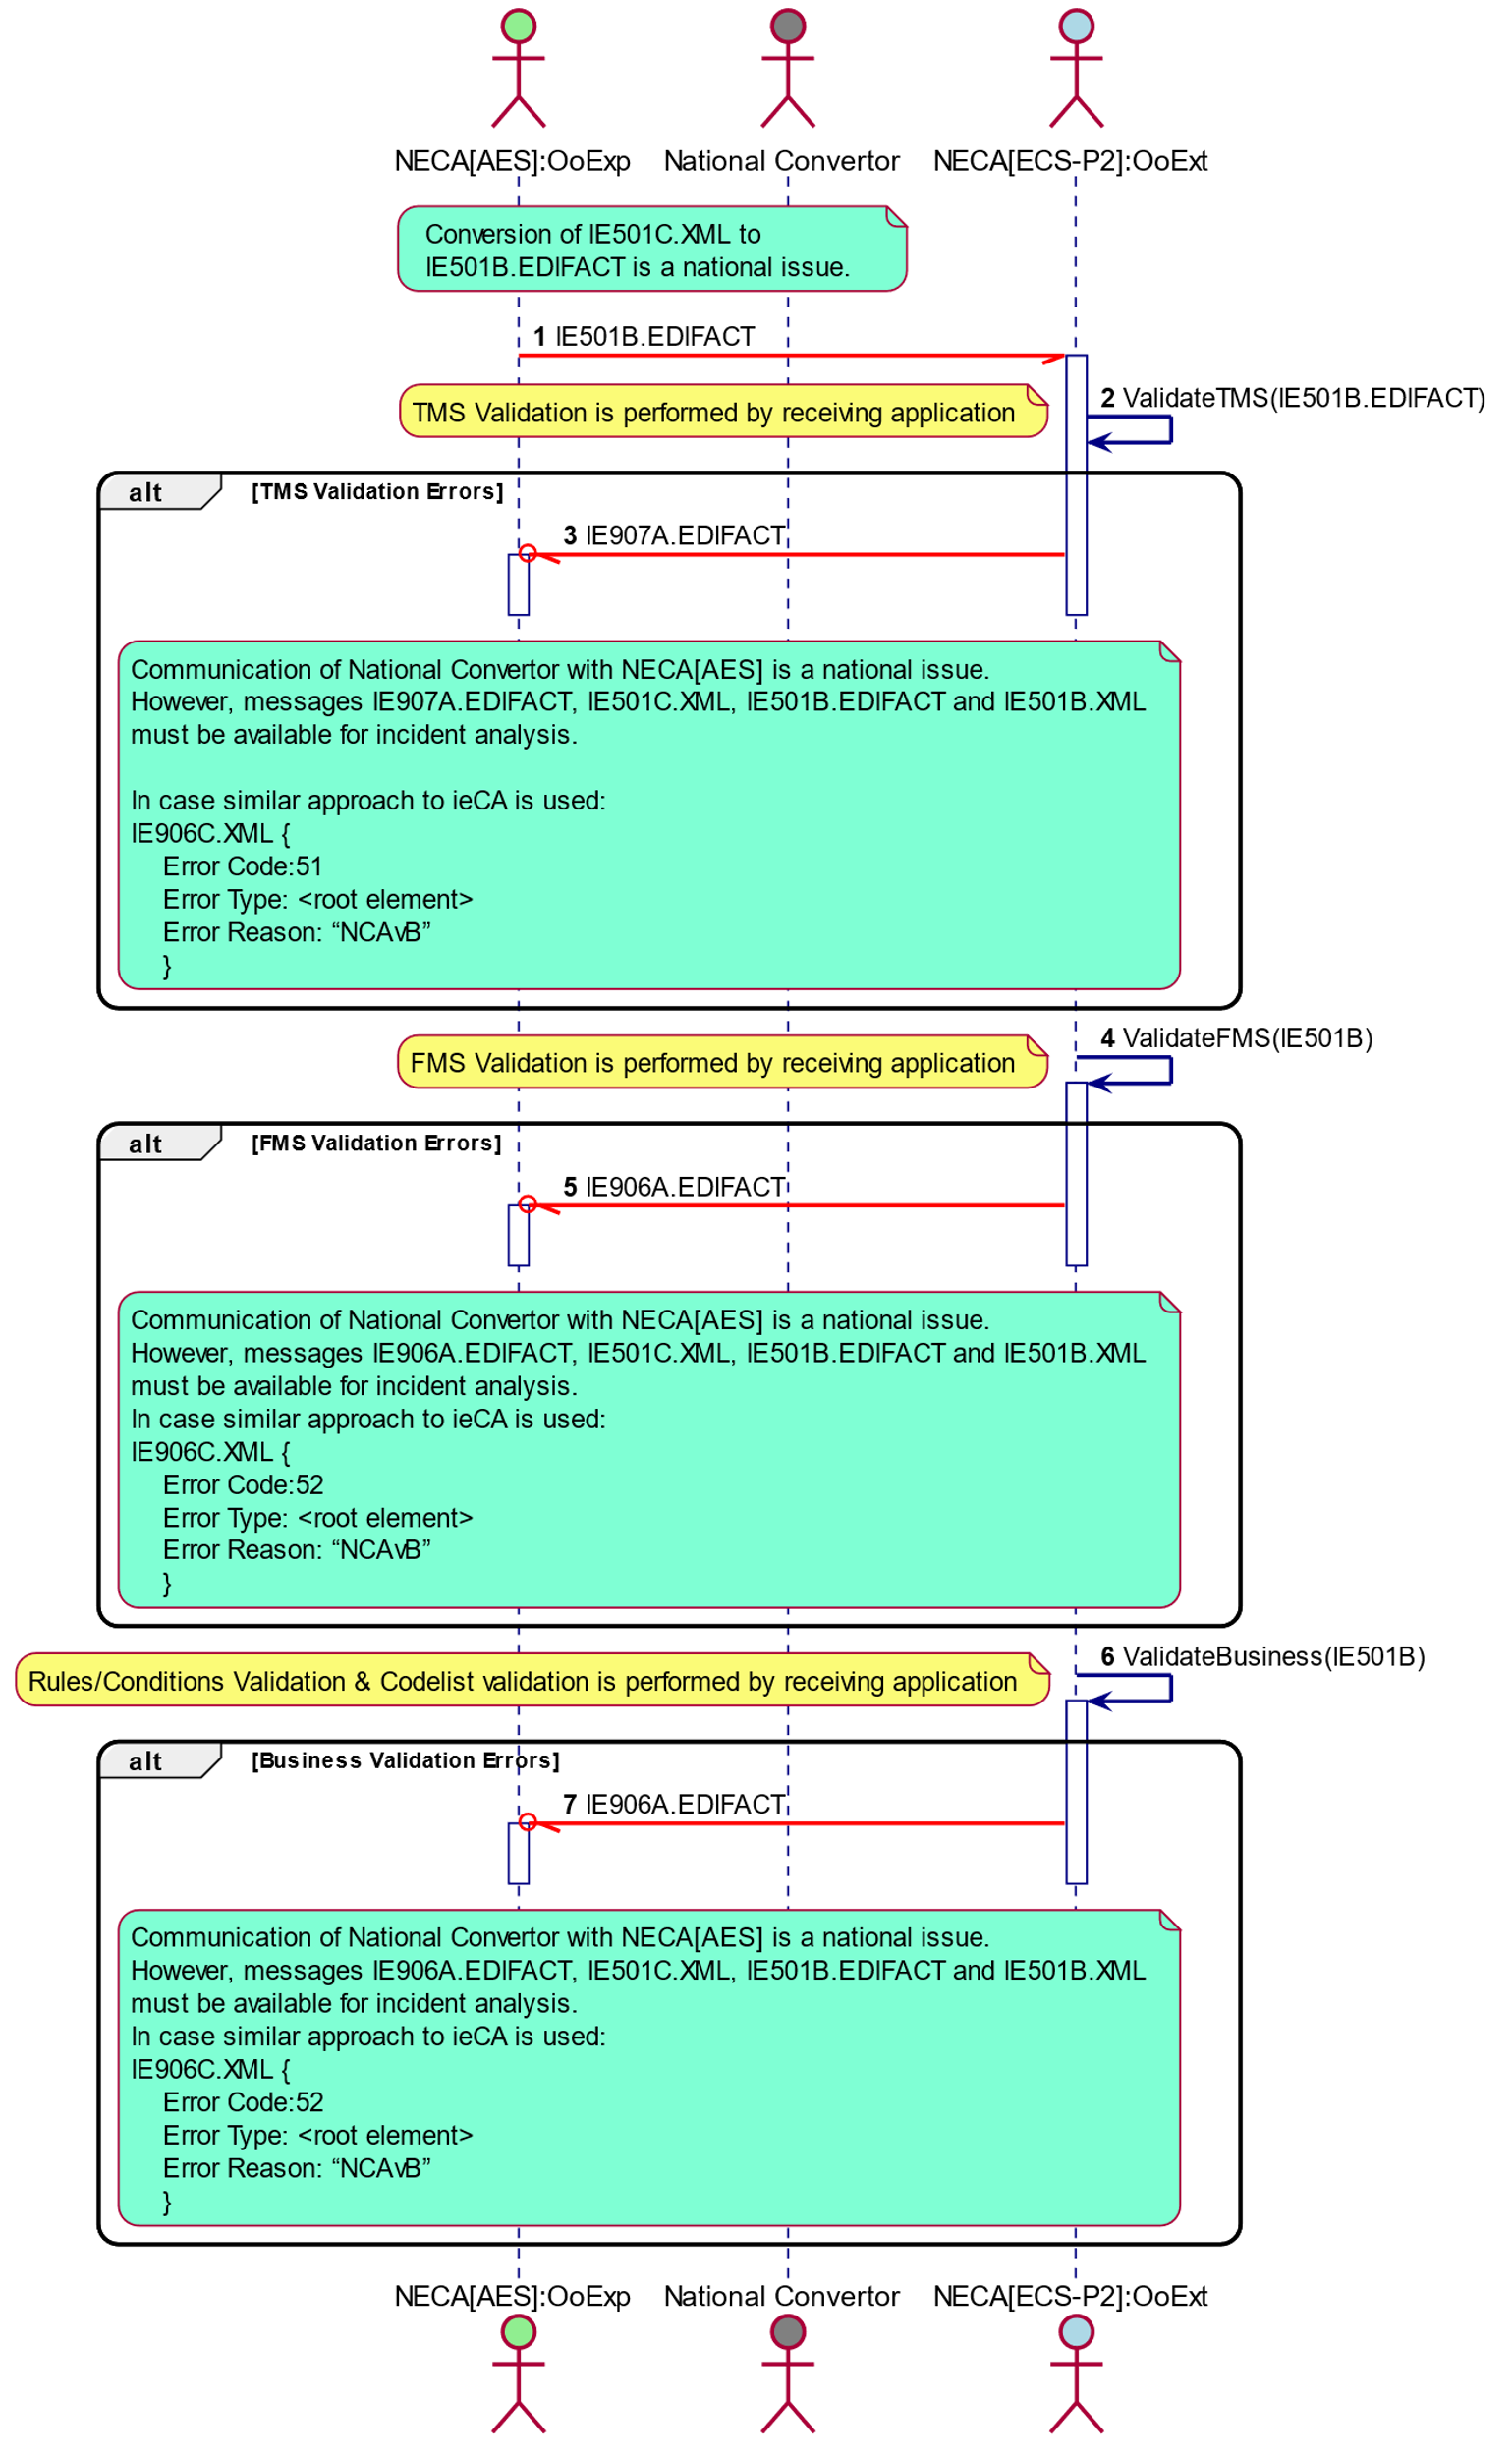 NECA[AES]:OoExp National Convertor NECA[ECS-P2]:OoExt
Conversion of IE501C.XML to
IE501B.EDIFACT is a national issue.
1 IE501B.EDIFACT
TMS Validation is performed by receiving application
2 ValidateTMS(IE501B.EDIFACT)
alt [TMS Validation Errors]
3 IE907A.EDIFACT
Communication of National Convertor with NECA[AES] is a national issue.
However, messages IE907A.EDIFACT, IE501C.XML, IE501B.EDIFACT and IE501B.XML
must be available for incident analysis.
In case similar approach to ieCA is used:
IE906C.XML {
Error Code:51
Error Type: <root element>
Error Reason: “NCAvB”
}
4 ValidateFMS(IE501B)
FMS Validation is performed by receiving application
alt [FMS Validation Errors]
5 IE906A.EDIFACT
Communication of National Convertor with NECA[AES] is a national issue.
However, messages IE906A.EDIFACT, IE501C.XML, IE501B.EDIFACT and IE501B.XML
must be available for incident analysis.
In case similar approach to ieCA is used:
IE906C.XML {
Error Code:52
Error Type: <root element>
Error Reason: “NCAvB”
}
6 ValidateBusiness(IE501B)
Rules/Conditions Validation & Codelist validation is performed by receiving application
alt [Business Validation Errors]
7 IE906A.EDIFACT
Communication of National Convertor with NECA[AES] is a national issue.
However, messages IE906A.EDIFACT, IE501C.XML, IE501B.EDIFACT and IE501B.XML
must be available for incident analysis.
In case similar approach to ieCA is used:
IE906C.XML {
Error Code:52
Error Type: <root element>
Error Reason: “NCAvB”
}
NECA[AES]:OoExp National Convertor NECA[ECS-P2]:OoExt